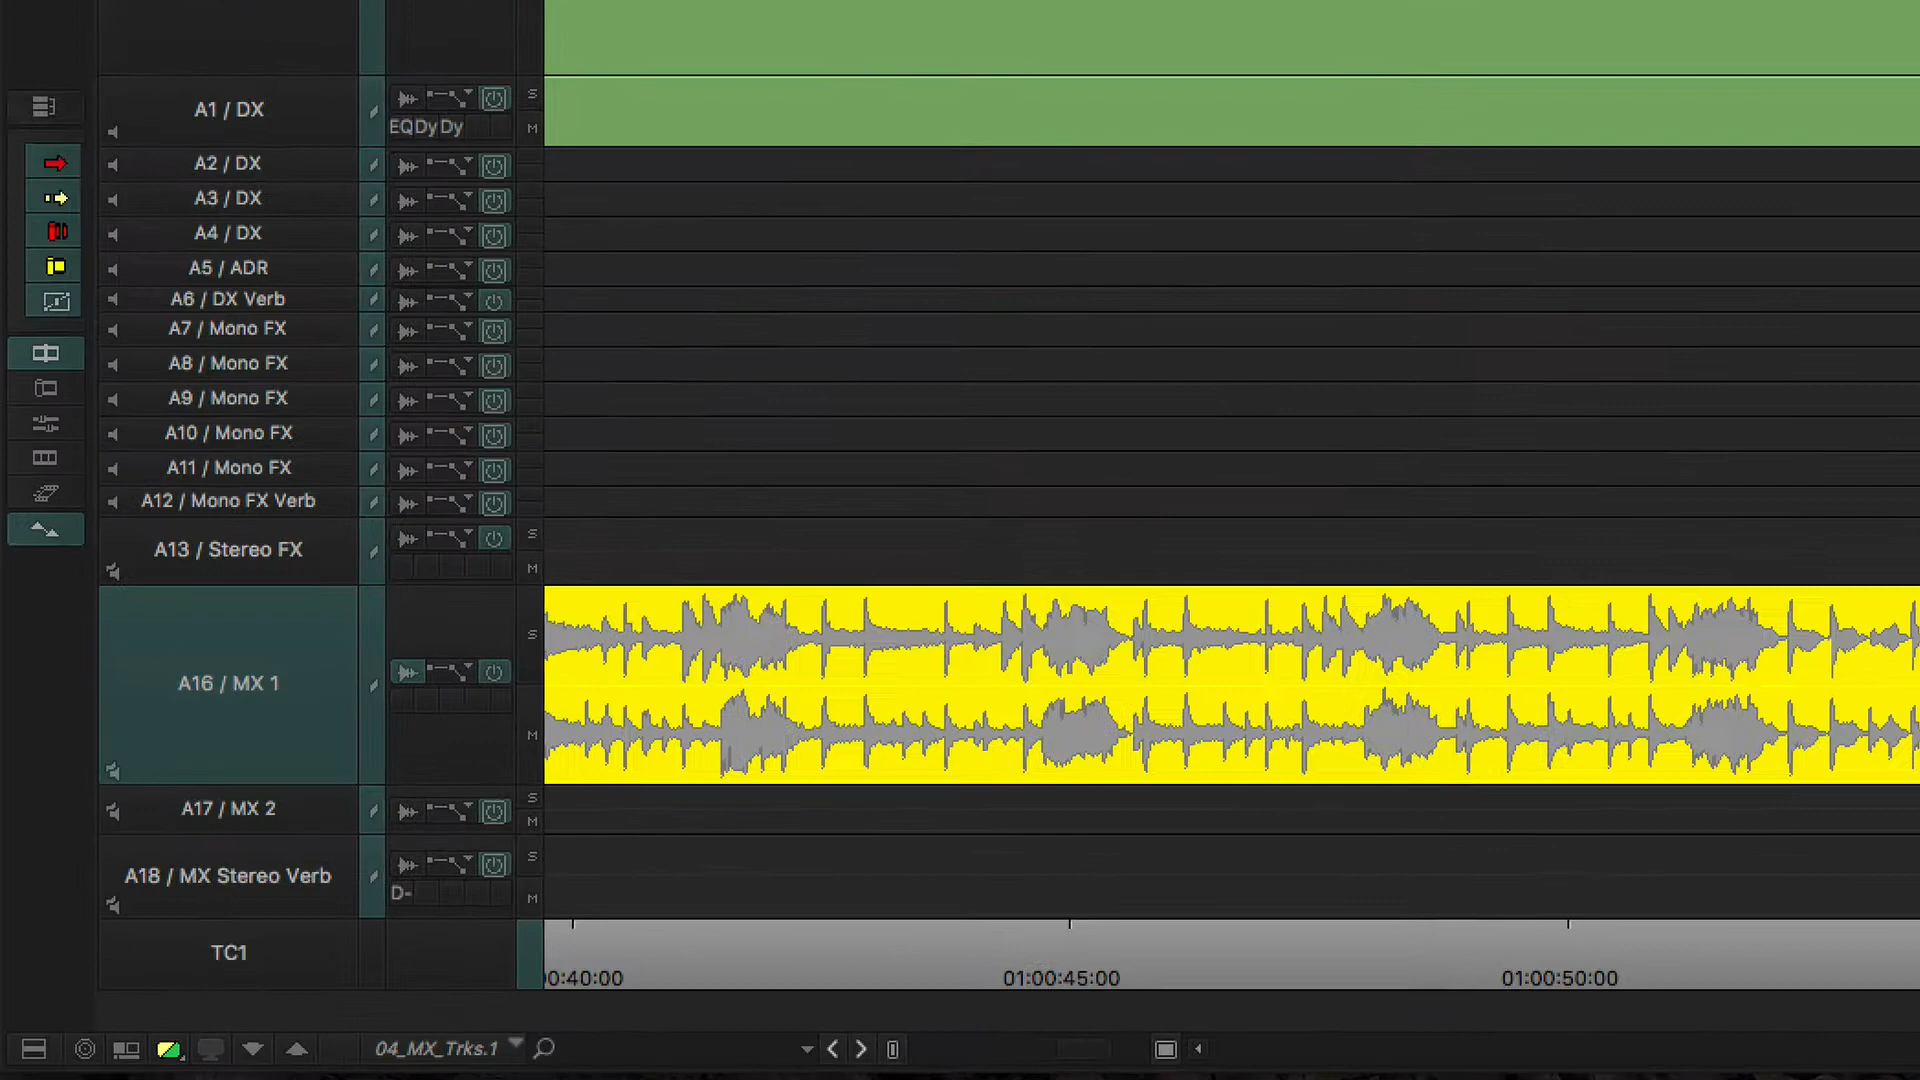 A1 / DX
S
EQ Dy Dy
M
A2 / DX
A3 / DX
A4 / DX
A5 / ADR
A6 / DX Verb
A7 / Mono FX
A8 / Mono FX
A9 / Mono FX
A10 / Mono FX
A11 / Mono FX
A12 / Mono FX Verb
A13 / Stereo FX
S
M
A16 / MX 1
S
M
A17 / MX 2
S
M
A18 / MX Stereo Verb
S
D-
M
TC1
0:40:00
01:00:45:00
01:00:50:00
04_MX_Trks.1